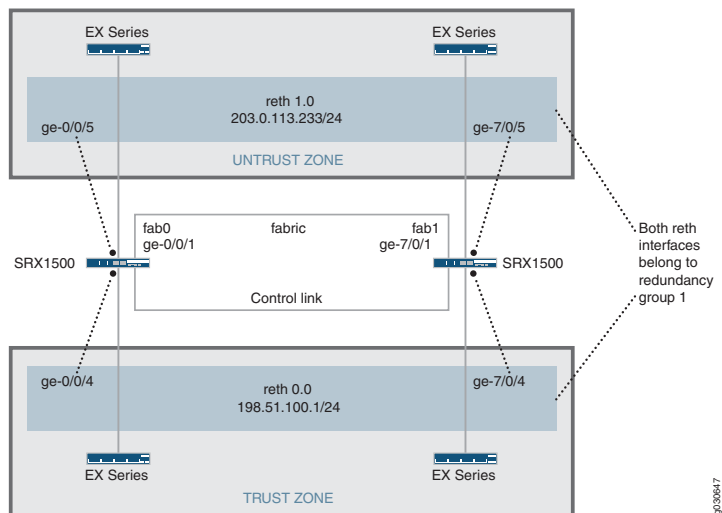 EX Series
EX Series
reth 1.0
203.0.113.233/24
ge-0/0/5
ge-7/0/5
UNTRUST ZONE
fab0
ge-0/0/1
fabric
fab1
ge-7/0/1
SRX1500
SRX1500
Control link
Both reth
interfaces
belong to
redundancy
group 1
ge-0/0/4
ge-7/0/4
reth 0.0
198.51.100.1/24
EX Series
EX Series
TRUST ZONE
g030647